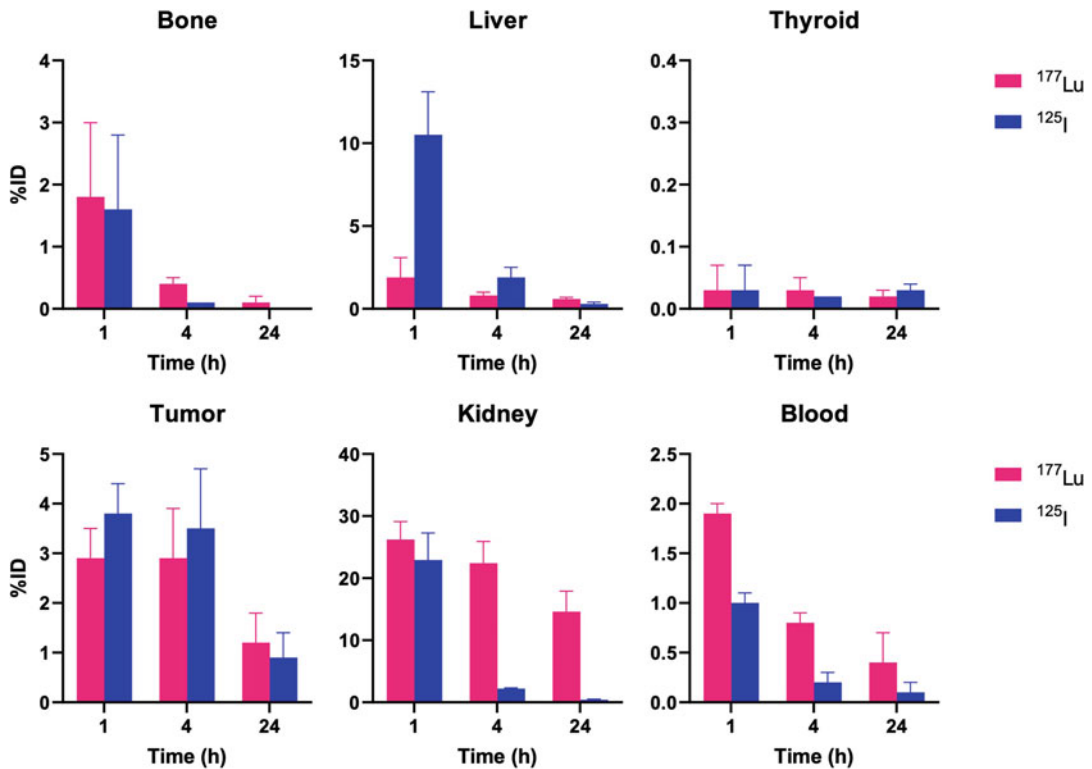 Bone
Liver
Thyroid
4
3
2
1
0
%ID
1 4 24
Time (h)
15
10
5
0
1 4 24
Time (h)
0.4
0.3
0.2
0.1
0.0
1 4 24
Time (h)
¹⁷⁷Lu
¹²⁵I
Tumor
Kidney
Blood
5
4
3
2
1
0
%ID
1 4 24
Time (h)
40
30
20
10
0
1 4 24
Time (h)
2.5
2.0
1.5
1.0
0.5
0.0
1 4 24
Time (h)
¹⁷⁷Lu
¹²⁵I